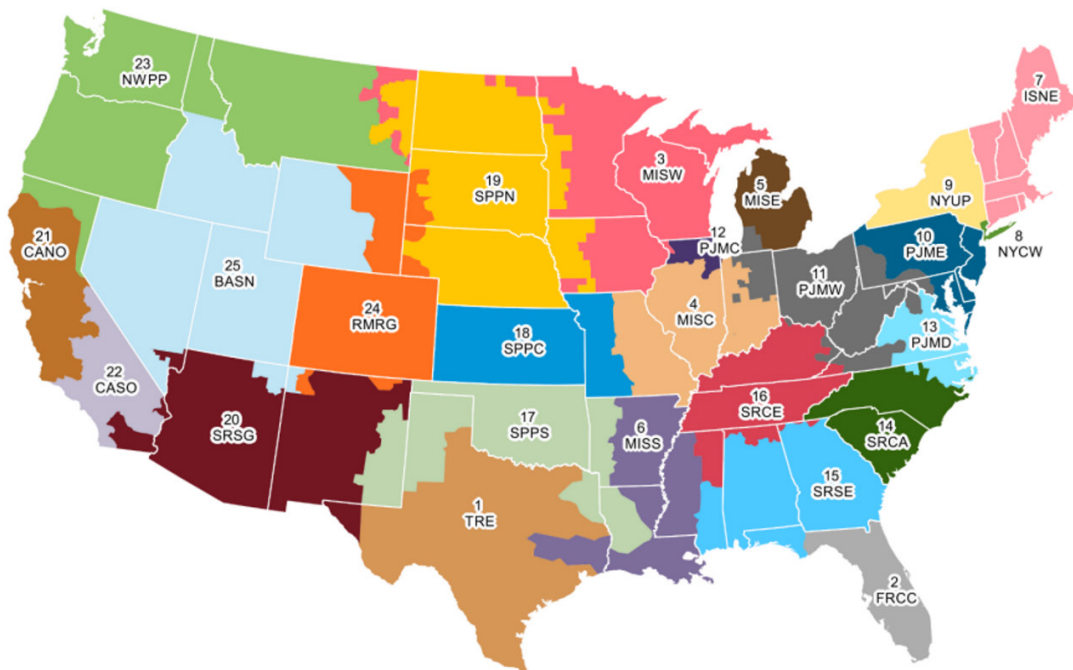 23
NWPP
7
ISNE
3
MISW
19
SPPN
5
MISE
9
NYUP
21
CANO
12
PJMC
10
PJME
8
NYCW
25
BASN
11
PJMW
24
RMRG
4
MISC
18
SPPC
13
PJMD
22
CASO
16
SRCE
20
SRSG
17
SPPS
6
MISS
14
SRCA
15
SRSE
1
TRE
2
FRCC